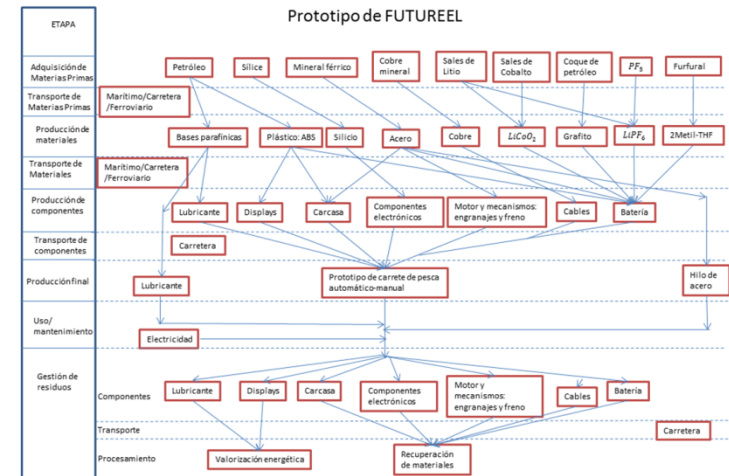 Prototipo de FUTUREEL
ETAPA
Adquisición de
Materias Primas
Petróleo
Sílice
Mineral férrico
Cobre
mineral
Sales de
Litio
Sales de
Cobalto
Coque de
petróleo
PF₅
Furfural
Transporte de
Materias Primas
Marítimo/Carretera
/Ferroviario
Producción de
materiales
Bases parafínicas
Plástico: ABS
Silicio
Acero
Cobre
LiCoO₂
Grafito
LiPF₆
2Metil-THF
Transporte de
Materiales
Marítimo/Carretera
/Ferroviario
Producción de
componentes
Lubricante
Displays
Carcasa
Componentes
electrónicos
Motor y mecanismos:
engranajes y freno
Cables
Batería
Transporte de
componentes
Carretera
Producción final
Lubricante
Prototipo de carrete de pesca
automático-manual
Hilo de
acero
Uso/
mantenimiento
Electricidad
Gestión de
residuos
Componentes
Lubricante
Displays
Carcasa
Componentes
electrónicos
Motor y
mecanismos:
engranajes y freno
Cables
Batería
Transporte
Carretera
Procesamiento
Valorización energética
Recuperación
de materiales